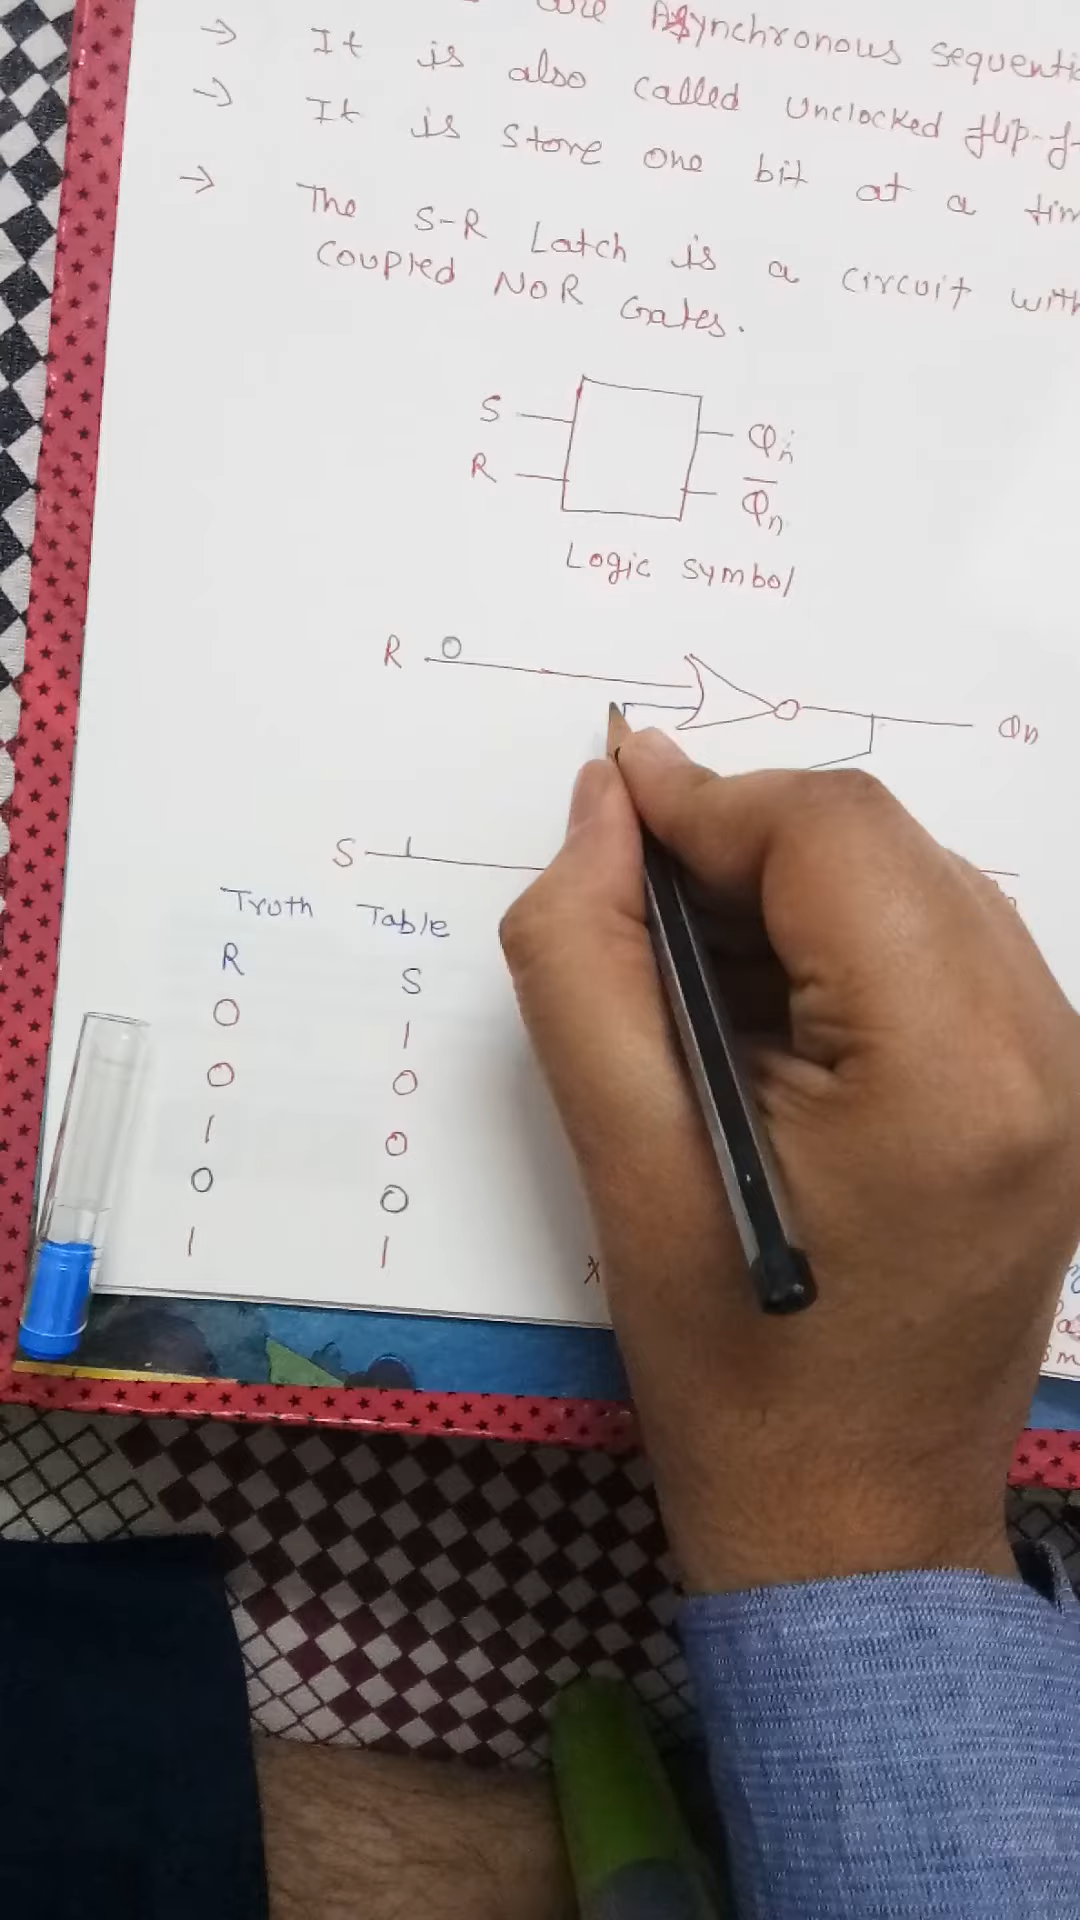 Asynchronous sequenti
→ It is also called Unclocked flip-f
→ It is store one bit at a tim
→ The S-R Latch is a circuit with
Coupled NOR Gates.
S Qn
R Q̅n
Logic symbol
R 0 Qn
S 1
Truth Table
R S
0 1
0 0
1 0
0 0
1 1